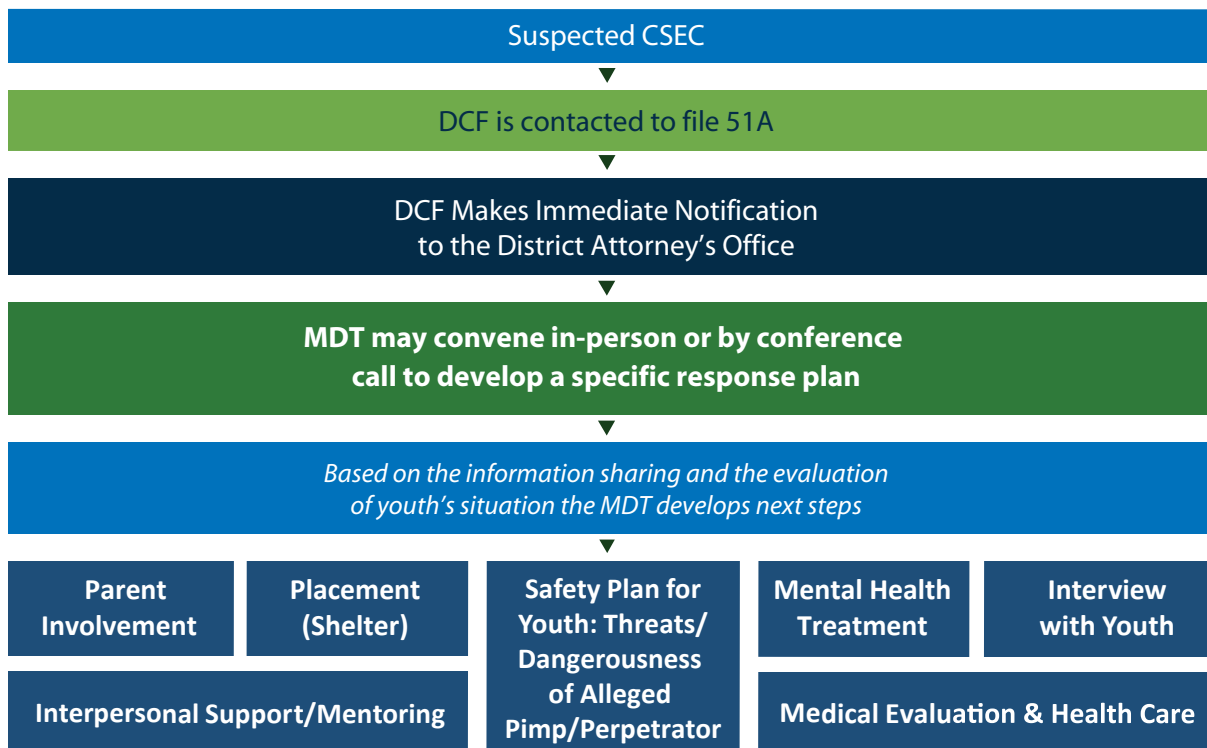 Suspected CSEC
DCF is contacted to file 51A
DCF Makes Immediate Notification
to the District Attorney’s Office
MDT may convene in-person or by conference
call to develop a specific response plan
Based on the information sharing and the evaluation
of youth’s situation the MDT develops next steps
Parent
Involvement
Placement
(Shelter)
Safety Plan for
Youth: Threats/
Dangerousness
of Alleged
Pimp/Perpetrator
Mental Health
Treatment
Interview
with Youth
Interpersonal Support/Mentoring
Medical Evaluation & Health Care